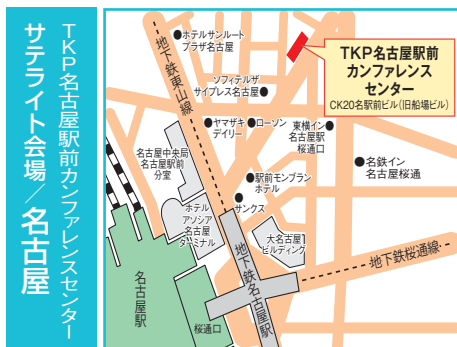 TKP名古屋駅前カンファレンスセンター
サテライト会場／名古屋
ホテルサンルート
プラザ名古屋
地下鉄東山線
TKP名古屋駅前
カンファレンス
センター
CK20名駅前ビル(旧船場ビル)
ソフィテルザ
サイプレス名古屋
ヤマザキ
デイリー
ローソン
東横イン
名古屋駅
桜通口
名古屋中央局
名古屋駅前
分室
名鉄イン
名古屋桜通
駅前モンブラン
ホテル
サンクス
ホテル
アソシア
名古屋
ターミナル
大名古屋
ビルディング
地下鉄桜通線
地下鉄名古屋駅
名古屋駅
桜通口